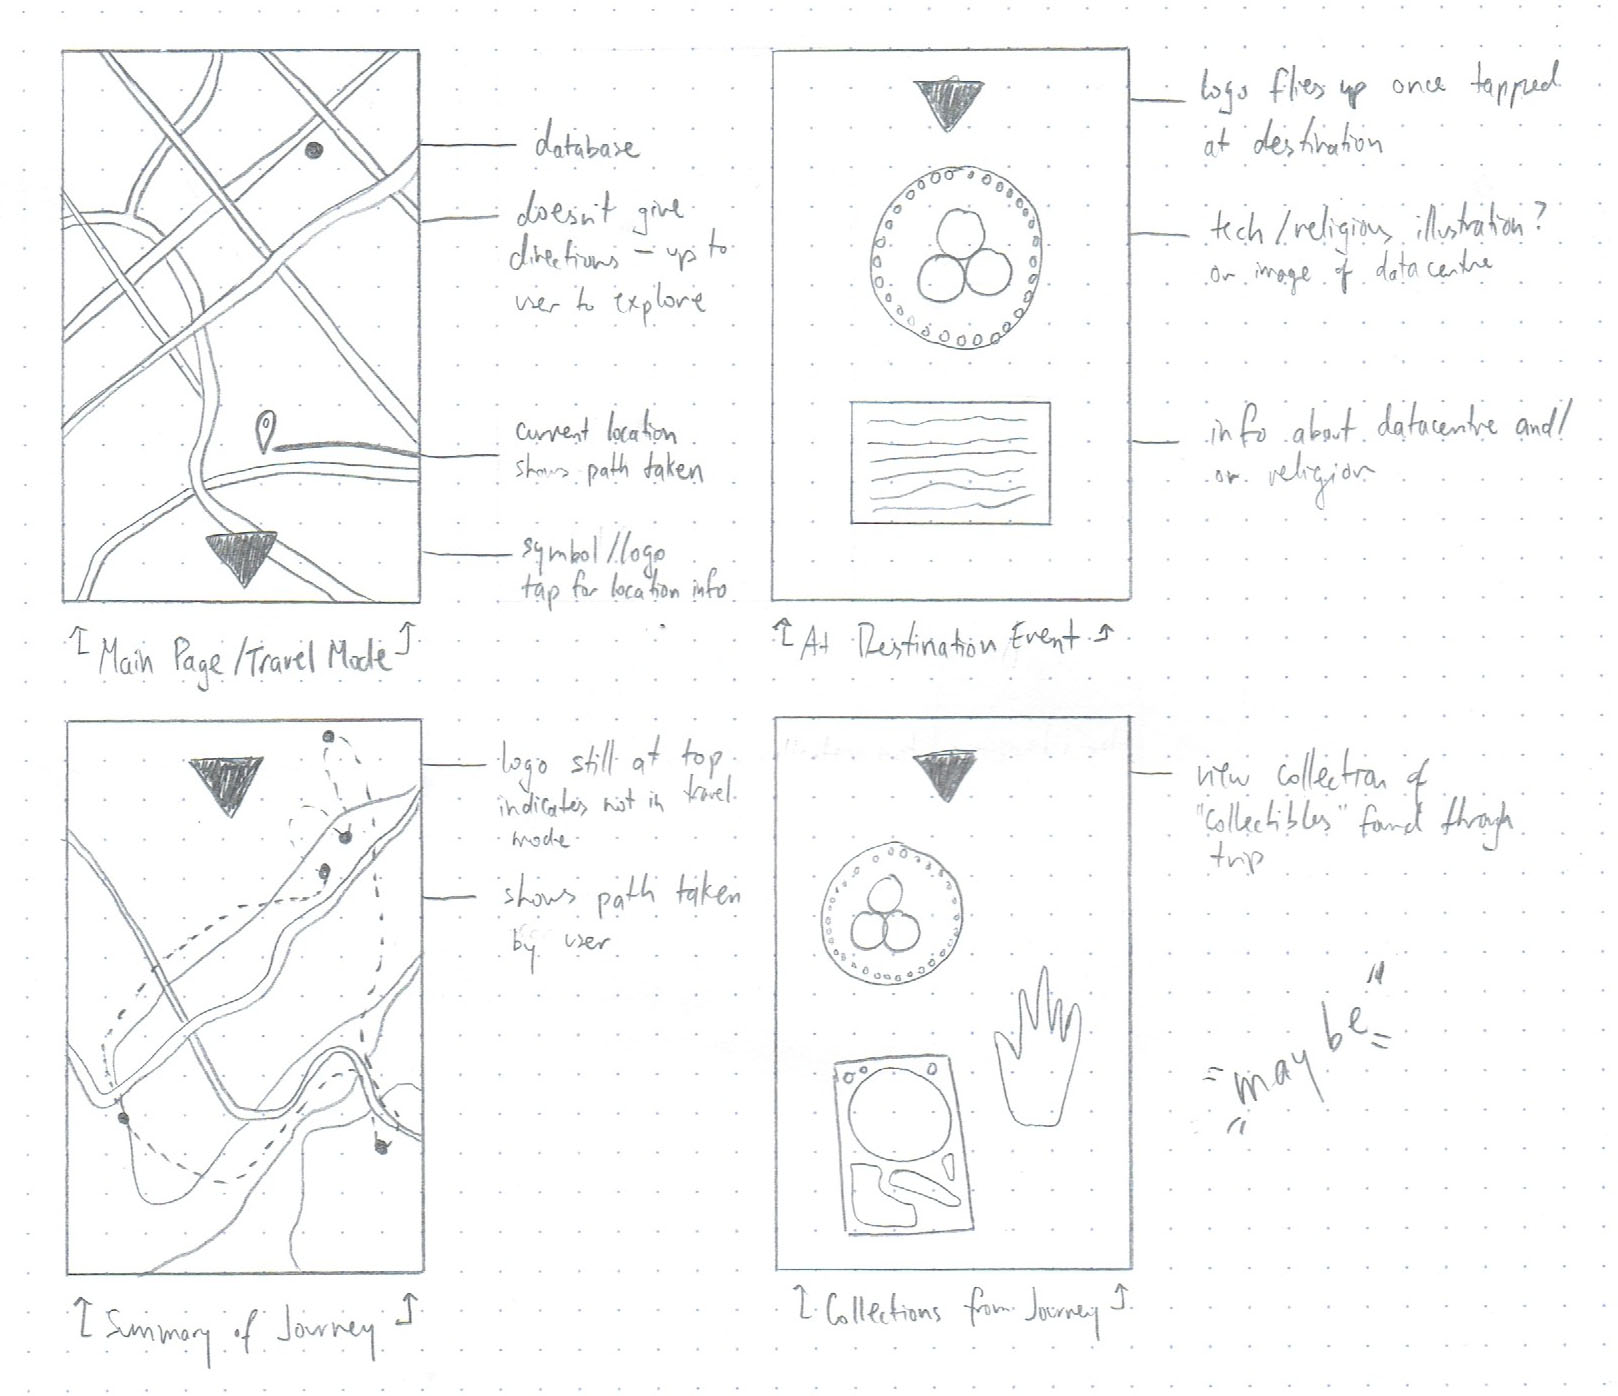 database
doesn't give
directions – up to
user to explore
current location
shows path taken
symbol/logo
tap for location info
Main Page/Travel Mode
logo flies up once tapped
at destination
tech/religious illustration?
or image of datacentre
info about datacentre and/
or religion
At Destination Event
logo still at top
indicates not in travel
mode
shows path taken
by user
Summary of Journey
view collection of
"collectibles" found through
trip
"maybe"
Collections from Journey